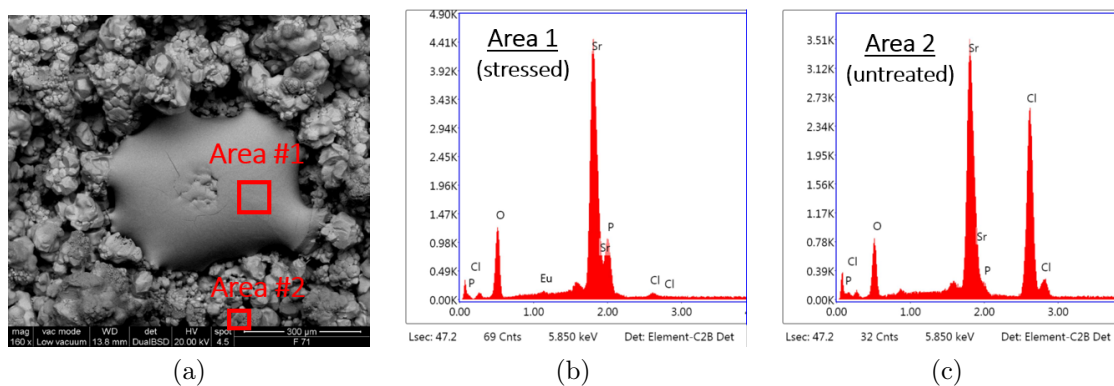 Area #1
Area #2
mag vac mode WD det HV spot 300 µm
160 x Low vacuum 13.8 mm DualBSD 20.00 kV 4.5 F 71
(a)
Area 1
(stressed)
4.90K
4.41K
3.92K
3.43K
2.94K
2.45K
1.96K
1.47K
0.98K
0.49K
0.00K
Sr
O
P
Sr
Cl
P
Eu
Cl
Cl
0.00 1.00 2.00 3.00 4
Lsec: 47.2 69 Cnts 5.850 keV Det: Element-C2B Det
(b)
Area 2
(untreated)
3.51K
3.12K
2.73K
2.34K
1.95K
1.56K
1.17K
0.78K
0.39K
0.00K
Sr
Cl
O
Sr
Cl
P
P
Cl
0.00 1.00 2.00 3.00
Lsec: 47.2 32 Cnts 5.850 keV Det: Element-C2B Det
(c)